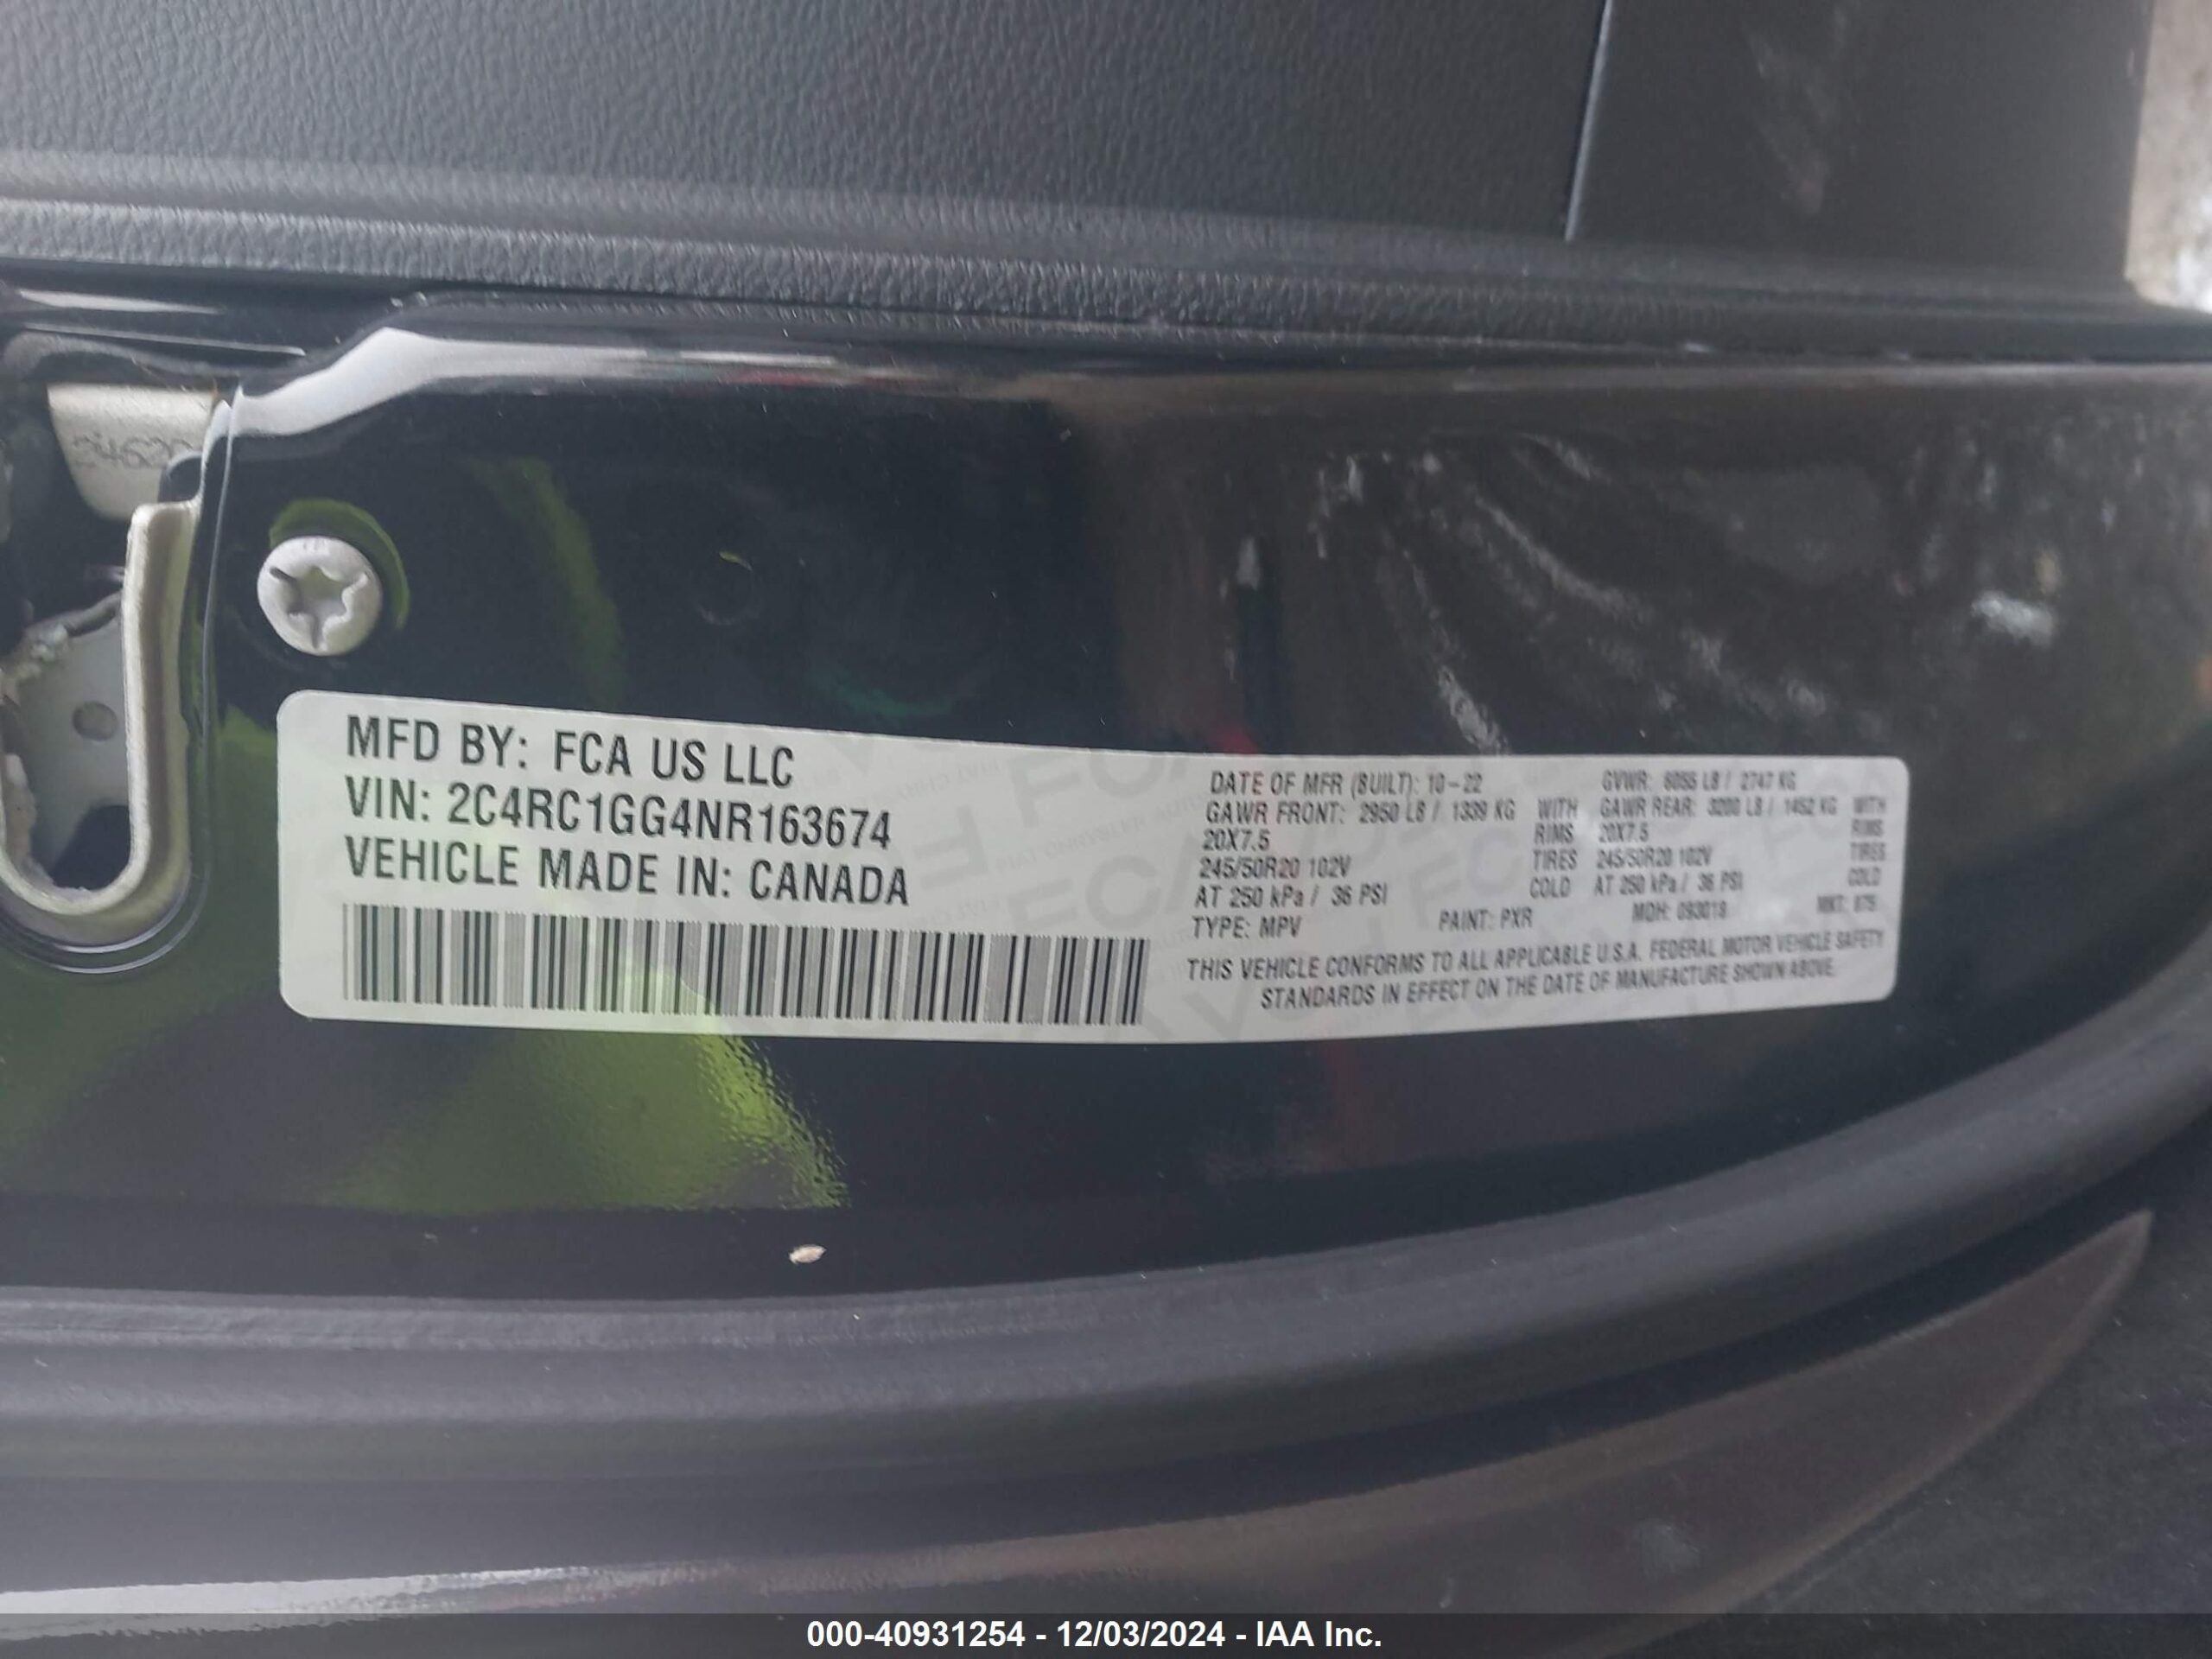 24620
MFD BY: FCA US LLC
VIN: 2C4RC1GG4NR163674
VEHICLE MADE IN: CANADA
DATE OF MFR (BUILT): 10-22 GVWR: 6055 LB / 2747 KG
GAWR FRONT: 2950 LB / 1339 KG WITH GAWR REAR: 3200 LB / 1452 KG WITH
20X7.5 RIMS 20X7.5 RIMS
245/50R20 102V TIRES 245/50R20 102V TIRES
AT 250 kPa / 36 PSI COLD AT 250 kPa / 36 PSI COLD
TYPE: MPV PAINT: PXR MDH: 093018 MKT:
THIS VEHICLE CONFORMS TO ALL APPLICABLE U.S.A. FEDERAL MOTOR VEHICLE SAFETY
STANDARDS IN EFFECT ON THE DATE OF MANUFACTURE SHOWN ABOVE.
000-40931254 - 12/03/2024 - IAA Inc.